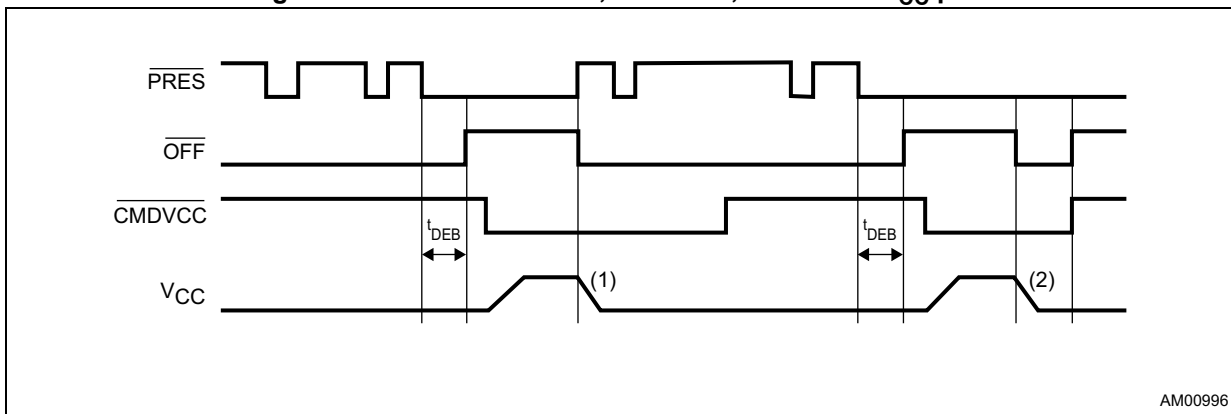 PRES
OFF
CMDVCC
tDEB
tDEB
VCC
(1)
(2)
AM00996